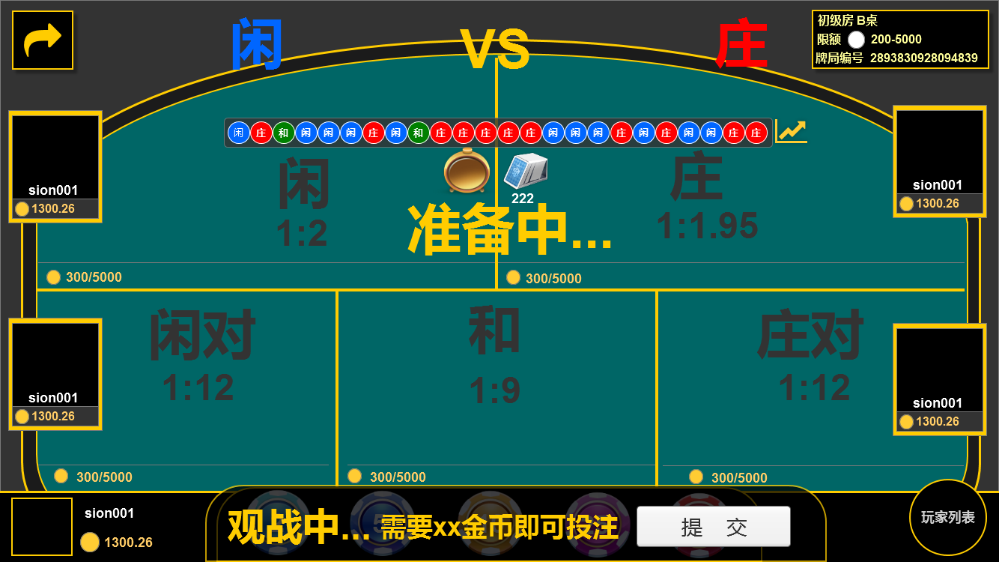 闲 VS 庄
初级房 B桌
限额 200-5000
牌局编号 2893830928094839
闲 庄 和 闲 闲 闲 庄 闲 和 庄 庄 庄 庄 庄 闲 闲 闲 庄 闲 庄 闲 闲 庄 庄
sion001
1300.26
sion001
1300.26
闲
1:2
庄
1:1.95
222
准备中...
300/5000
300/5000
闲对
1:12
和
1:9
庄对
1:12
sion001
1300.26
sion001
1300.26
300/5000
300/5000
300/5000
sion001
1300.26
观战中... 需要xx金币即可投注
提 交
玩家列表